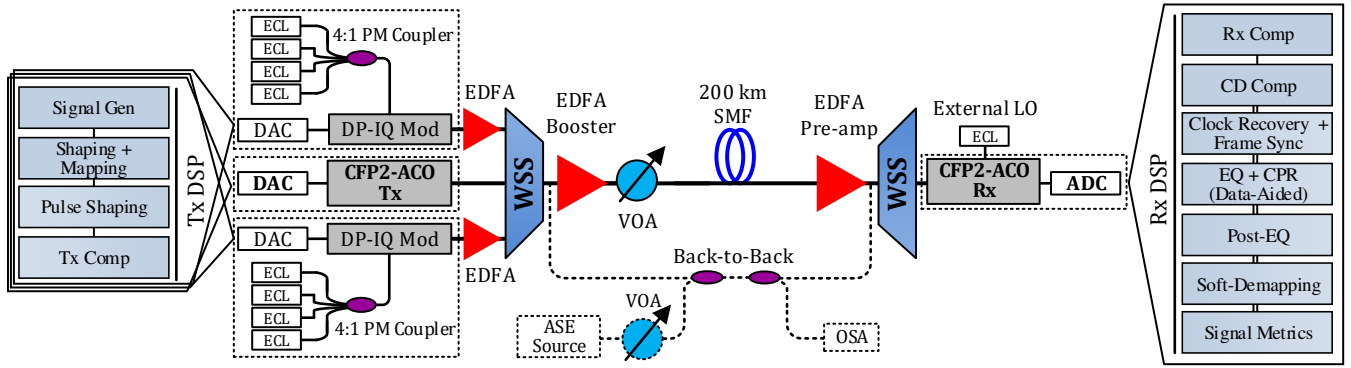 Signal Gen
Shaping +
Mapping
Pulse Shaping
Tx Comp
Tx DSP
ECL
ECL
ECL
ECL
4:1 PM Coupler
DAC
DP-IQ Mod
EDFA
DAC
CFP2-ACO
Tx
DAC
DP-IQ Mod
EDFA
ECL
ECL
ECL
ECL
4:1 PM Coupler
WSS
EDFA
Booster
VOA
200 km
SMF
EDFA
Pre-amp
WSS
Back-to-Back
VOA
ASE
Source
OSA
External LO
ECL
CFP2-ACO
Rx
ADC
Rx DSP
Rx Comp
CD Comp
Clock Recovery +
Frame Sync
EQ + CPR
(Data-Aided)
Post-EQ
Soft-Demapping
Signal Metrics